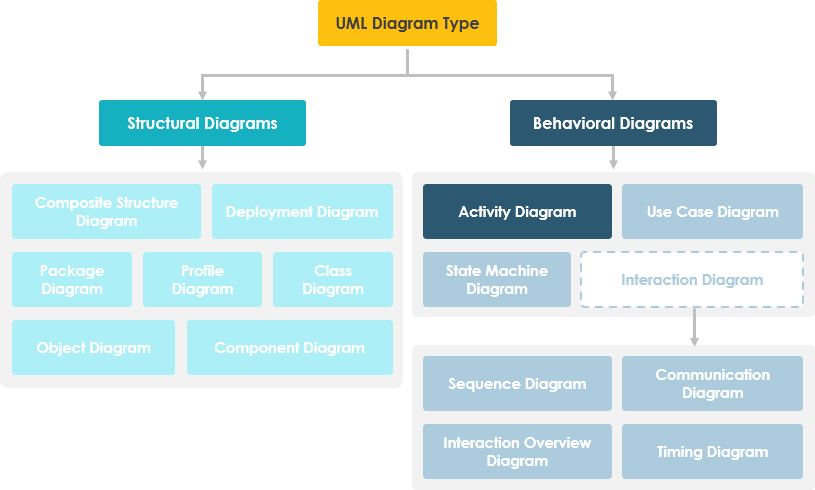 UML Diagram Type
Structural Diagrams
Behavioral Diagrams
Composite Structure
Diagram
Deployment Diagram
Package
Diagram
Profile
Diagram
Class
Diagram
Object Diagram
Component Diagram
Activity Diagram
Use Case Diagram
State Machine
Diagram
Interaction Diagram
Sequence Diagram
Communication
Diagram
Interaction Overview
Diagram
Timing Diagram